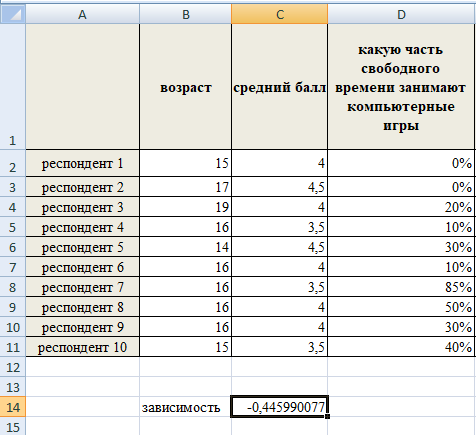 A B C D
какую часть
свободного
возраст средний балл времени занимают
компьютерные
1 игры
2 респондент 1 15 4 0%
3 респондент 2 17 4,5 0%
4 респондент 3 19 4 20%
5 респондент 4 16 3,5 10%
6 респондент 5 14 4,5 30%
7 респондент 6 16 4 10%
8 респондент 7 16 3,5 85%
9 респондент 8 16 4 50%
10 респондент 9 16 4 30%
11 респондент 10 15 3,5 40%
12
13
14 зависимость -0,445990077
15